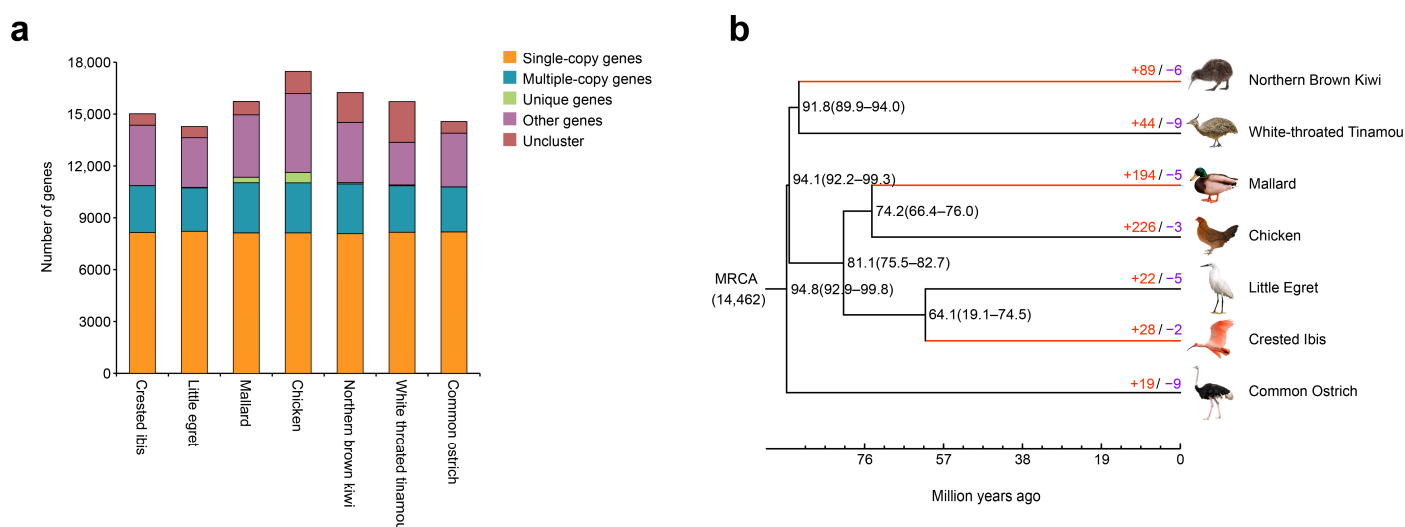 a
18,000
15,000
12,000
9000
6000
3000
0
Number of genes
Crested ibis
Little egret
Mallard
Chicken
Northern brown kiwi
White thrcated tinamou
Common ostrich
Single-copy genes
Multiple-copy genes
Unique genes
Other genes
Uncluster
b
+89 / −6
Northern Brown Kiwi
91.8(89.9–94.0)
+44 / −9
White-throated Tinamou
94.1(92.2–99.3)
+194 / −5
Mallard
74.2(66.4–76.0)
+226 / −3
Chicken
81.1(75.5–82.7)
MRCA
(14,462)
94.8(92.9–99.8)
+22 / −5
Little Egret
64.1(19.1–74.5)
+28 / −2
Crested Ibis
+19 / −9
Common Ostrich
76 57 38 19 0
Million years ago